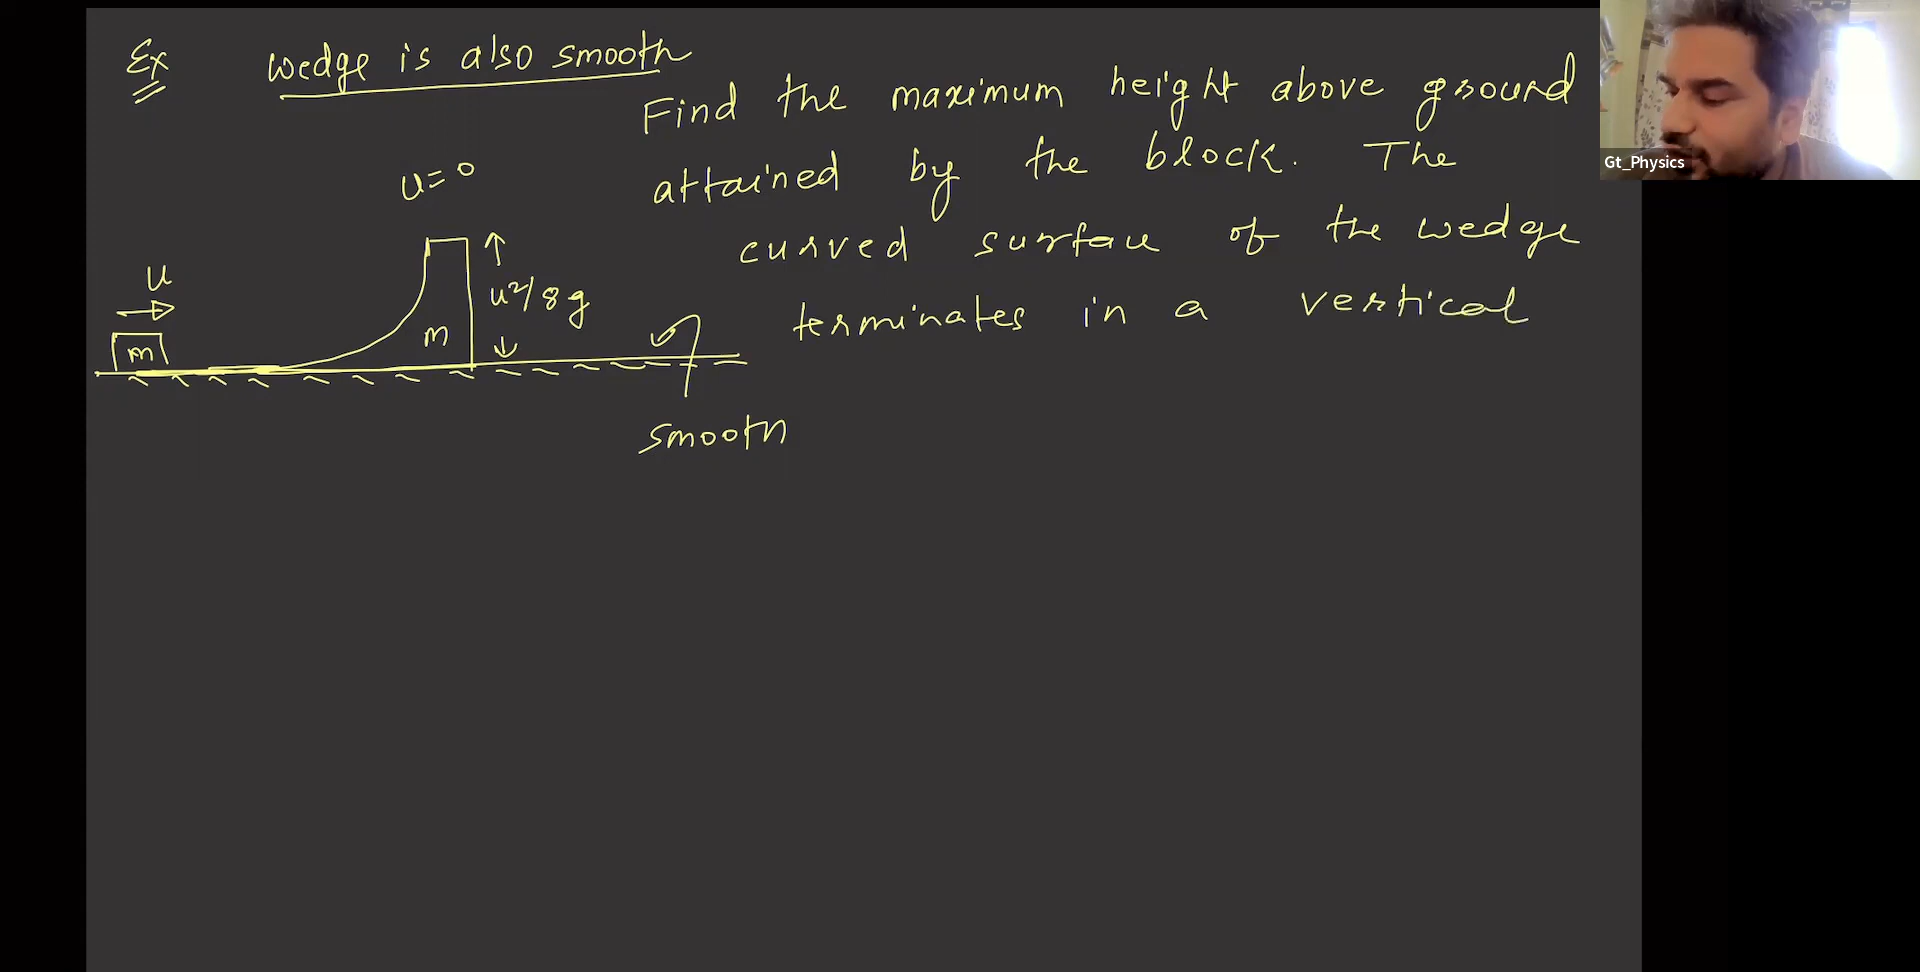 Ex wedge is also smooth
Find the maximum height above ground
attained by the block. The
curved surface of the wedge
terminates in a vertical
u=0
u
u²/8g
m
m
smooth
Gt_Physics